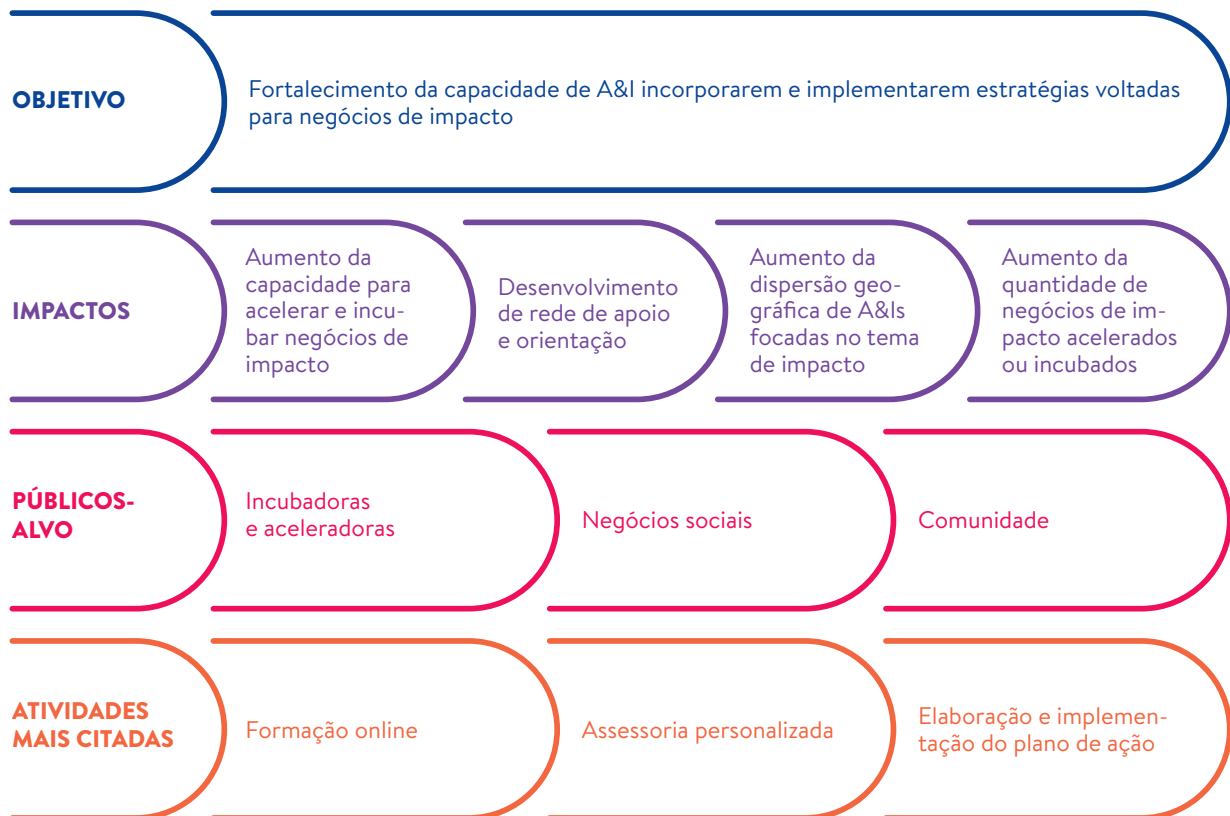 OBJETIVO
Fortalecimento da capacidade de A&I incorporarem e implementarem estratégias voltadas
para negócios de impacto
IMPACTOS
Aumento da
capacidade para
acelerar e incu-
bar negócios de
impacto
Desenvolvimento
de rede de apoio
e orientação
Aumento da
dispersão geo-
gráfica de A&Is
focadas no tema
de impacto
Aumento da
quantidade de
negócios de im-
pacto acelerados
ou incubados
PÚBLICOS-
ALVO
Incubadoras
e aceleradoras
Negócios sociais
Comunidade
ATIVIDADES
MAIS CITADAS
Formação online
Assessoria personalizada
Elaboração e implemen-
tação do plano de ação